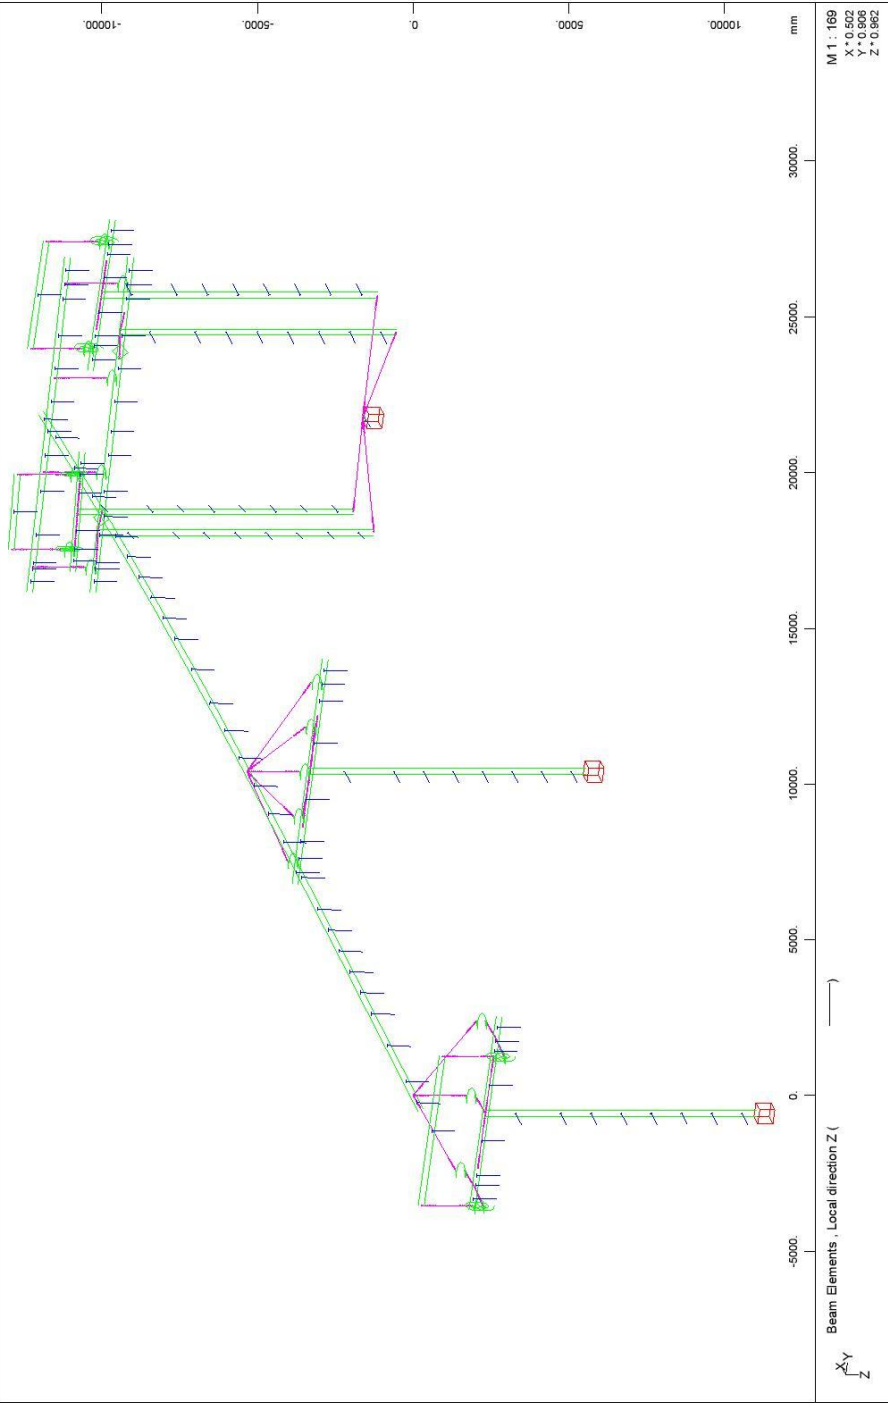 -10000.
-5000.
0.
5000.
10000.
mm
-5000.
0.
5000.
10000.
15000.
20000.
25000.
30000.
Beam Elements , Local direction Z (           )
M 1 : 169
X * 0.502
Y * 0.906
Z * 0.962
X
Y
Z